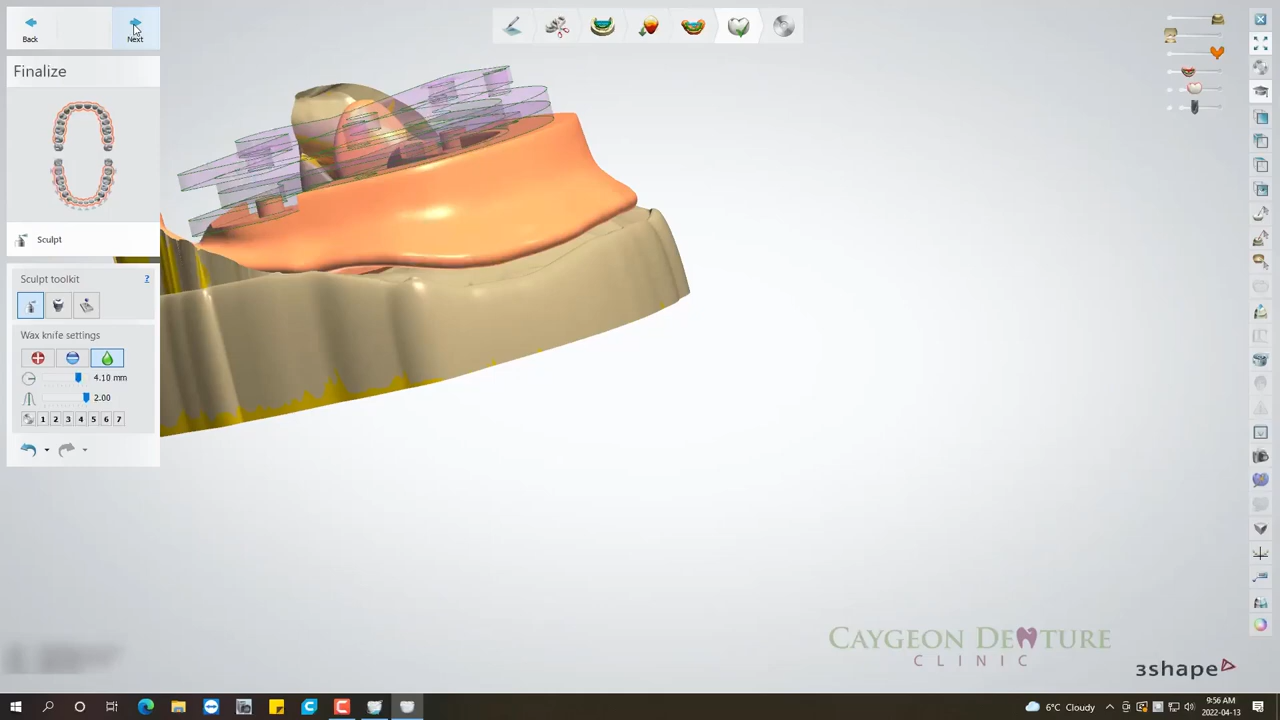 Back
Next
Finalize
Sculpt
Sculpt toolkit
?
Wax knife settings
4.10 mm
2.00
1 2 3 4 5 6 7
CAYGEON DENTURE
CLINIC
3shape
6°C Cloudy
9:56 AM
2022-04-13